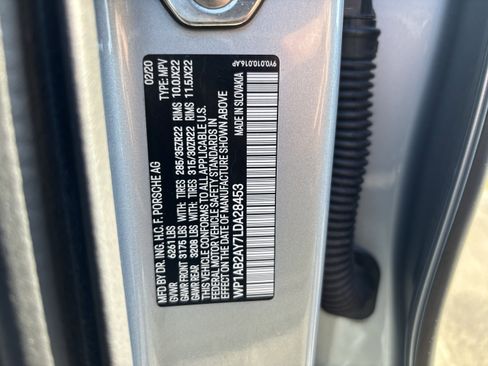 MFD BY DR. ING. H.C. F. PORSCHE AG 02/20
GVWR 6261 LBS TYPE: MPV
GAWR FRONT 3175 LBS WITH: TIRES 285/35ZR22 RIMS 10.0JX22
GAWR REAR 3208 LBS WITH: TIRES 315/30ZR22 RIMS 11.5JX22
THIS VEHICLE CONFORMS TO ALL APPLICABLE U.S.
FEDERAL MOTOR VEHICLE SAFETY STANDARDS IN
EFFECT ON THE DATE OF MANUFACTURE SHOWN ABOVE
WP1AB2AY7LDA28453 MADE IN SLOVAKIA
9Y0.010.016.AP